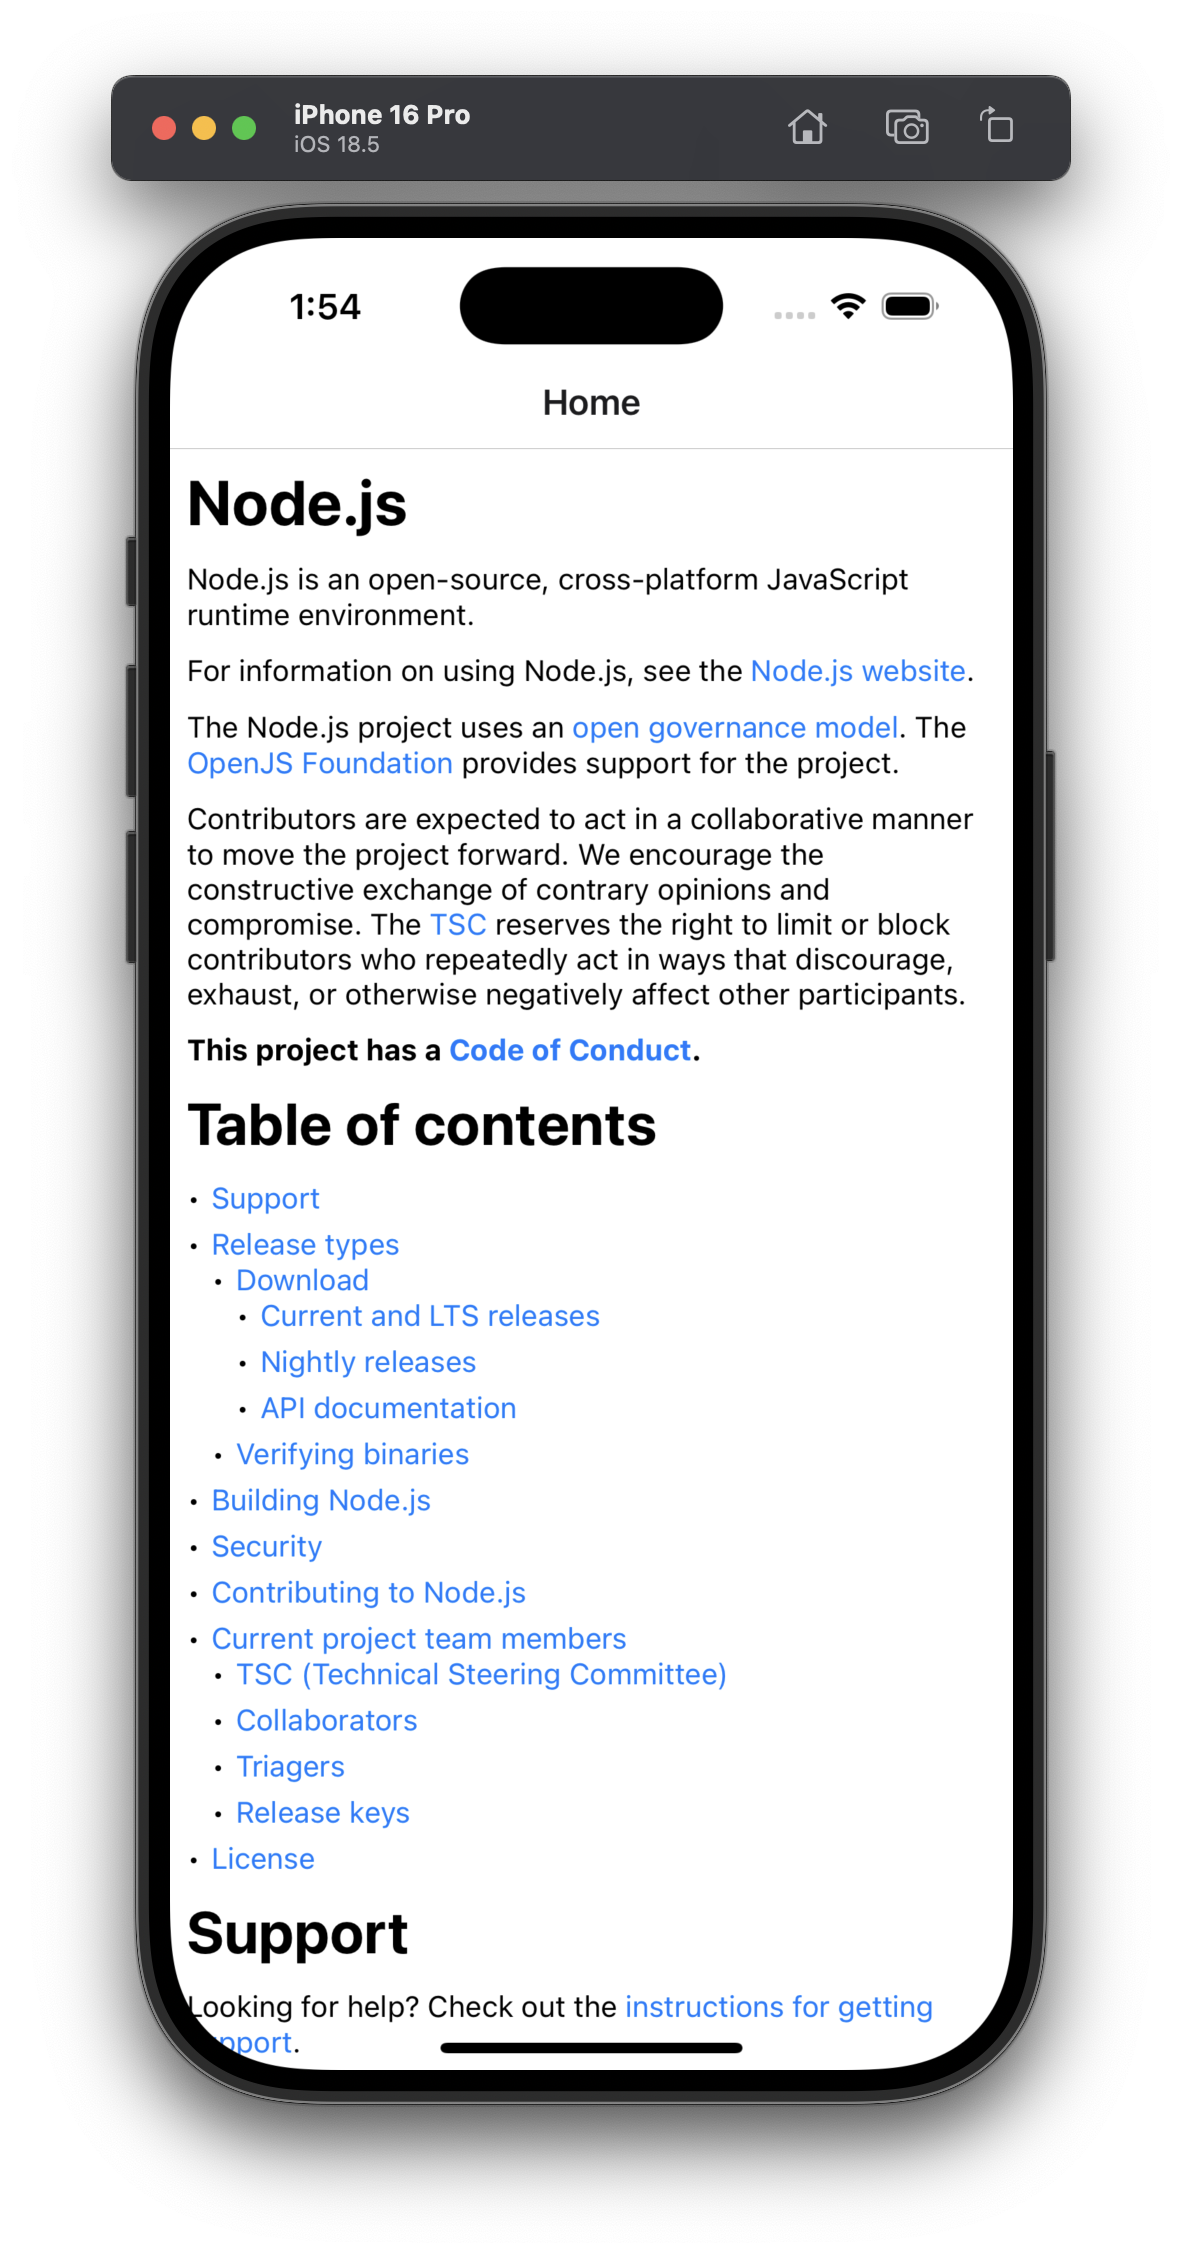 iPhone 16 Pro
iOS 18.5
1:54
Home
Node.js
Node.js is an open-source, cross-platform JavaScript
runtime environment.
For information on using Node.js, see the Node.js website.
The Node.js project uses an open governance model. The
OpenJS Foundation provides support for the project.
Contributors are expected to act in a collaborative manner
to move the project forward. We encourage the
constructive exchange of contrary opinions and
compromise. The TSC reserves the right to limit or block
contributors who repeatedly act in ways that discourage,
exhaust, or otherwise negatively affect other participants.
This project has a Code of Conduct.
Table of contents
• Support
• Release types
• Download
• Current and LTS releases
• Nightly releases
• API documentation
• Verifying binaries
• Building Node.js
• Security
• Contributing to Node.js
• Current project team members
• TSC (Technical Steering Committee)
• Collaborators
• Triagers
• Release keys
• License
Support
Looking for help? Check out the instructions for getting
support.